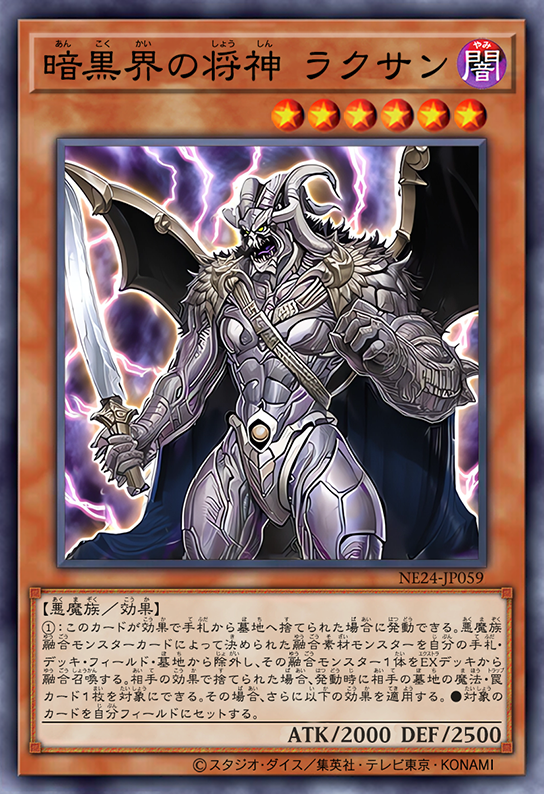 暗黒界の将神 ラクサン
闇
NE24-JP059
【悪魔族／効果】
①：このカードが効果で手札から墓地へ捨てられた場合に発動できる。悪魔族
融合モンスターカードによって決められた融合素材モンスターを自分の手札・
デッキ・フィールド・墓地から除外し、その融合モンスター1体をEXデッキから
融合召喚する。相手の効果で捨てられた場合、発動時に相手の墓地の魔法・罠
カード1枚を対象にできる。その場合、さらに以下の効果を適用する。●対象の
カードを自分フィールドにセットする。
ATK/2000 DEF/2500
©スタジオ・ダイス／集英社・テレビ東京・KONAMI